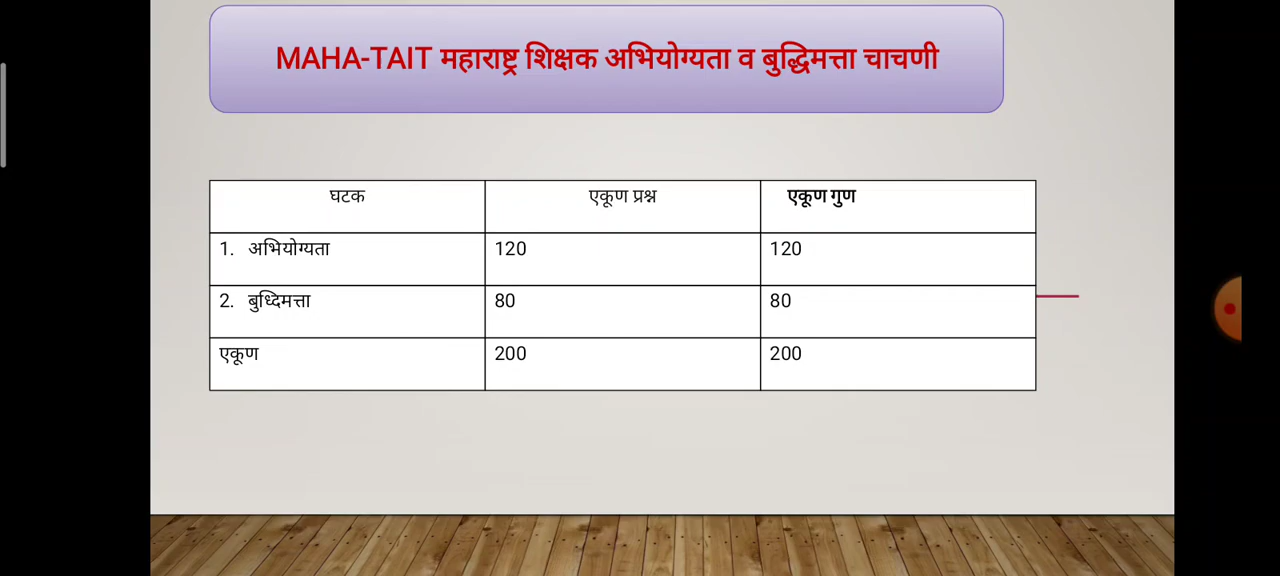 MAHA-TAIT महाराष्ट्र शिक्षक अभियोग्यता व बुद्धिमत्ता चाचणी
घटक एकूण प्रश्न एकूण गुण
1. अभियोग्यता 120 120
2. बुध्दिमत्ता 80 80
एकूण 200 200